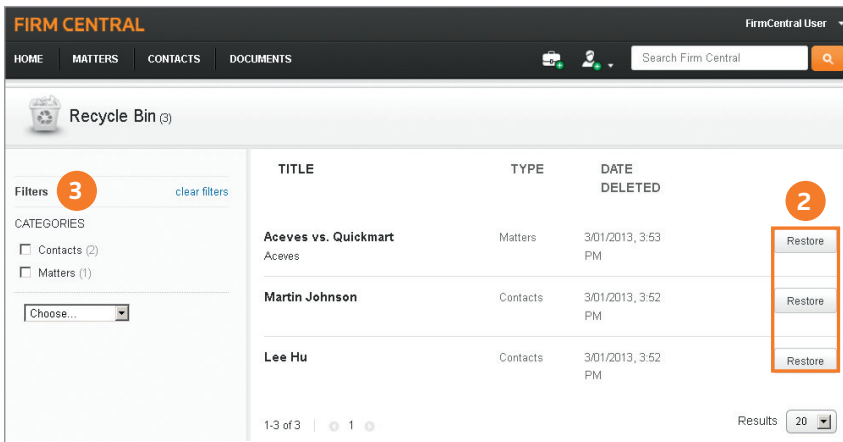 FIRM CENTRAL
FirmCentral User
HOME MATTERS CONTACTS DOCUMENTS
Search Firm Central
Recycle Bin (3)
Filters 3 clear filters
CATEGORIES
Contacts (2)
Matters (1)
Choose...
TITLE TYPE DATE DELETED
2
Aceves vs. Quickmart Matters 3/01/2013, 3:53 PM Restore
Aceves
Martin Johnson Contacts 3/01/2013, 3:52 PM Restore
Lee Hu Contacts 3/01/2013, 3:52 PM Restore
1-3 of 3 1
Results 20